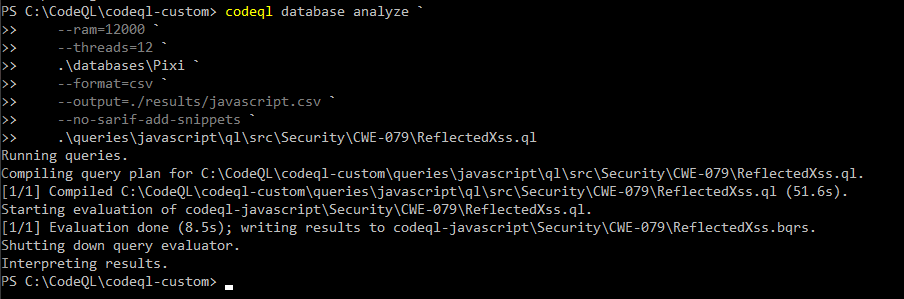 PS C:\CodeQL\codeql-custom> codeql database analyze `
>>     --ram=12000 `
>>     --threads=12 `
>>     .\databases\Pixi `
>>     --format=csv `
>>     --output=./results/javascript.csv `
>>     --no-sarif-add-snippets `
>>     .\queries\javascript\ql\src\Security\CWE-079\ReflectedXss.ql
Running queries.
Compiling query plan for C:\CodeQL\codeql-custom\queries\javascript\ql\src\Security\CWE-079\ReflectedXss.ql.
[1/1] Compiled C:\CodeQL\codeql-custom\queries\javascript\ql\src\Security\CWE-079\ReflectedXss.ql (51.6s).
Starting evaluation of codeql-javascript\Security\CWE-079\ReflectedXss.ql.
[1/1] Evaluation done (8.5s); writing results to codeql-javascript\Security\CWE-079\ReflectedXss.bqrs.
Shutting down query evaluator.
Interpreting results.
PS C:\CodeQL\codeql-custom>